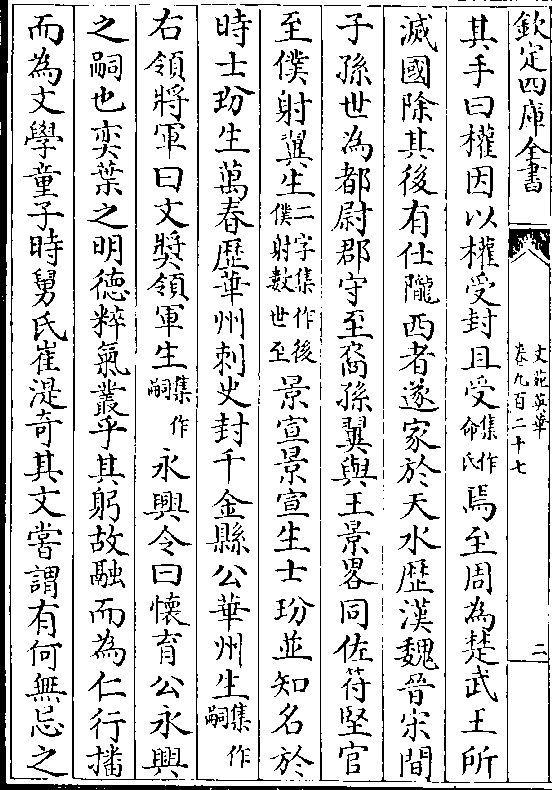 欽定四庫全書
文苑英華
卷九百二十七
二
其手曰權因以權受封且受集作命氏焉至周為楚武王所
滅國除其後有仕隴西者遂家於天水歴漢魏晉宋間
子孫世為都尉郡守至裔孫翼與王景畧同佐苻堅官
至僕射翼生二字集作後僕射數世至景宣景宣生士玢並知名於
時士玢生萬春歴華州刺史封千金縣公華州生集作嗣
右領將軍曰文奬領軍生集作嗣永興令曰懷育公永興
之嗣也奕葉之明德粹氣叢乎其躬故融而為仁行播
而為文學童子時舅氏崔湜奇其文嘗謂有何無忌之